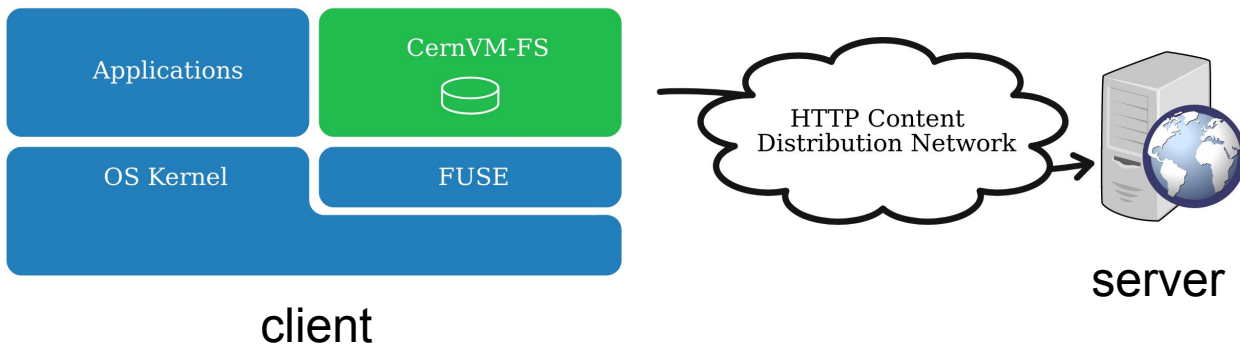 Applications
CernVM-FS
OS Kernel
FUSE
HTTP Content
Distribution Network
client
server